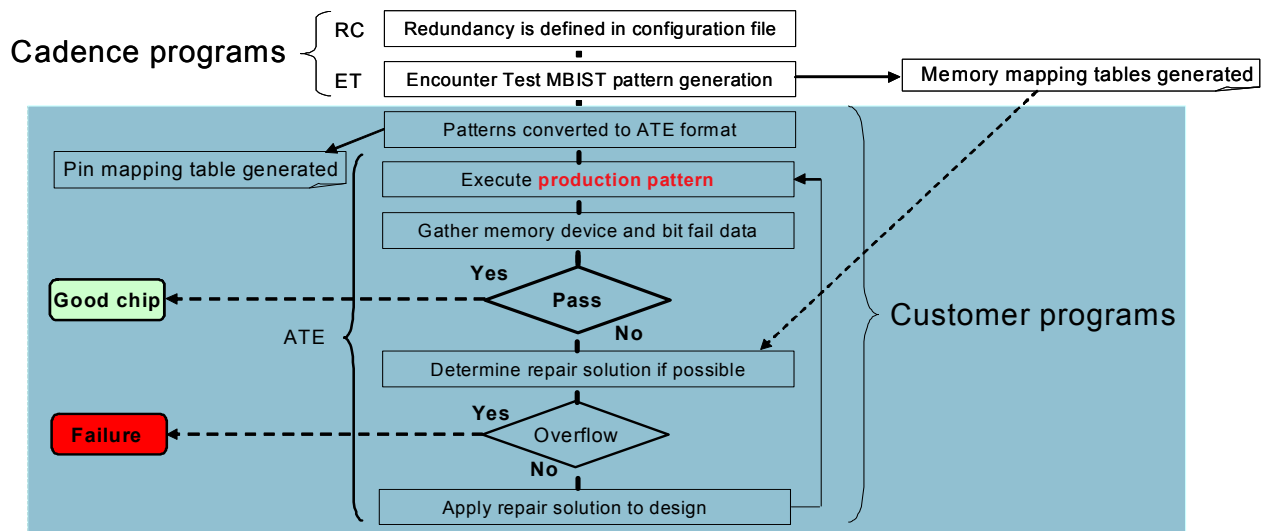 Cadence programs
RC
Redundancy is defined in configuration file
ET
Encounter Test MBIST pattern generation
Memory mapping tables generated
Patterns converted to ATE format
Pin mapping table generated
Execute production pattern
Gather memory device and bit fail data
Yes
Good chip
Pass
No
Customer programs
ATE
Determine repair solution if possible
Yes
Failure
Overflow
No
Apply repair solution to design